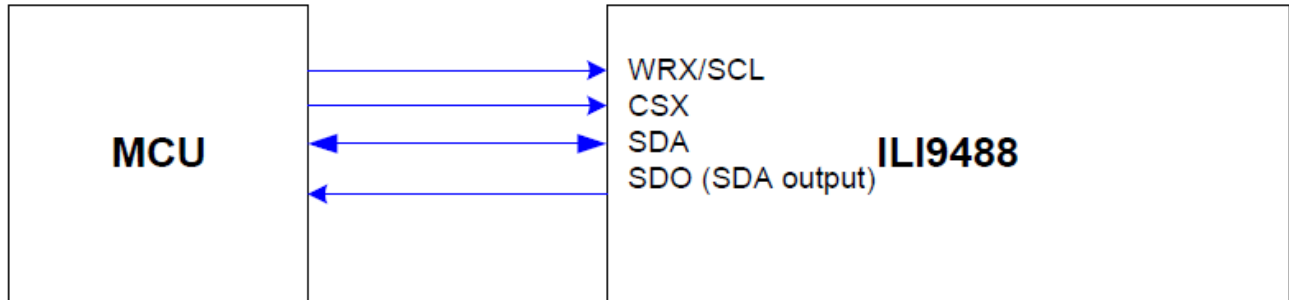 MCU
WRX/SCL
CSX
SDA
SDO (SDA output)
ILI9488